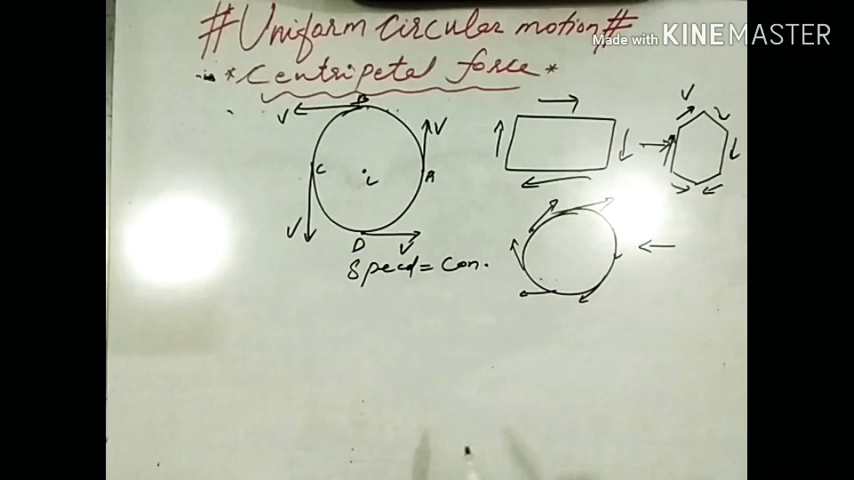 #Uniform circular motion#
Made with KINEMASTER
*Centripetal force*
B
V
V
C
L
A
V
D
V
Speed = Con.
V